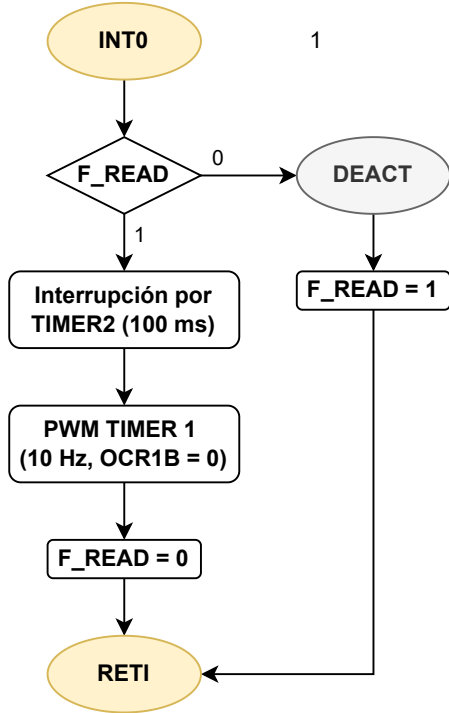 INT0
1
F_READ
0
DEACT
1
Interrupción por
TIMER2 (100 ms)
F_READ = 1
PWM TIMER 1
(10 Hz, OCR1B = 0)
F_READ = 0
RETI